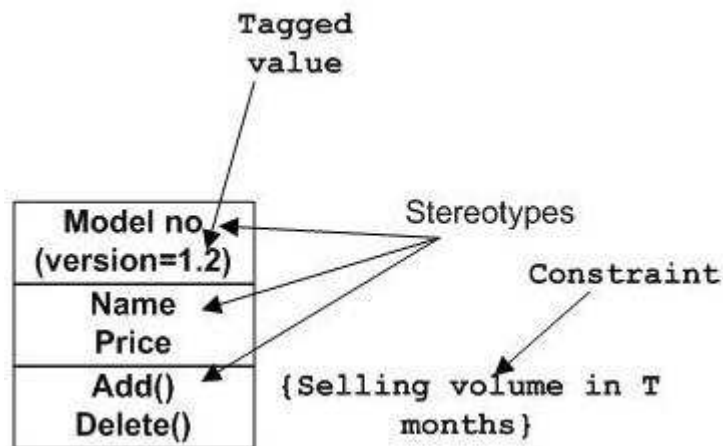 Tagged
value
Model no
(version=1.2)
Stereotypes
Constraint
Name
Price
Add()
Delete()
{Selling volume in T
months}